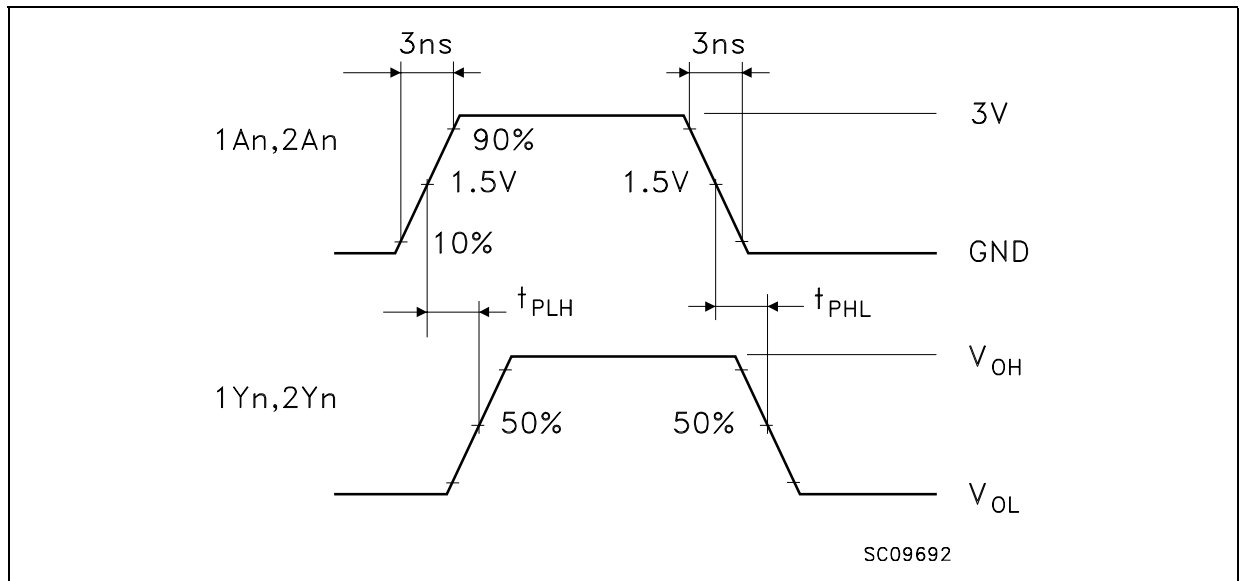 3ns 3ns
3V
1An,2An
90%
1.5V 1.5V
10%
GND
tPLH tPHL
VOH
1Yn,2Yn
50% 50%
VOL
SC09692